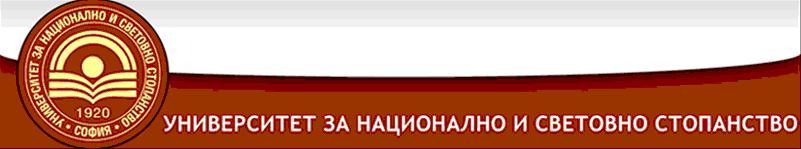 УНИВЕРСИТЕТ ЗА НАЦИОНАЛНО И СВЕТОВНО СТОПАНСТВО
1920
• СОФИЯ •
УНИВЕРСИТЕТ ЗА НАЦИОНАЛНО И СВЕТОВНО СТОПАНСТВО